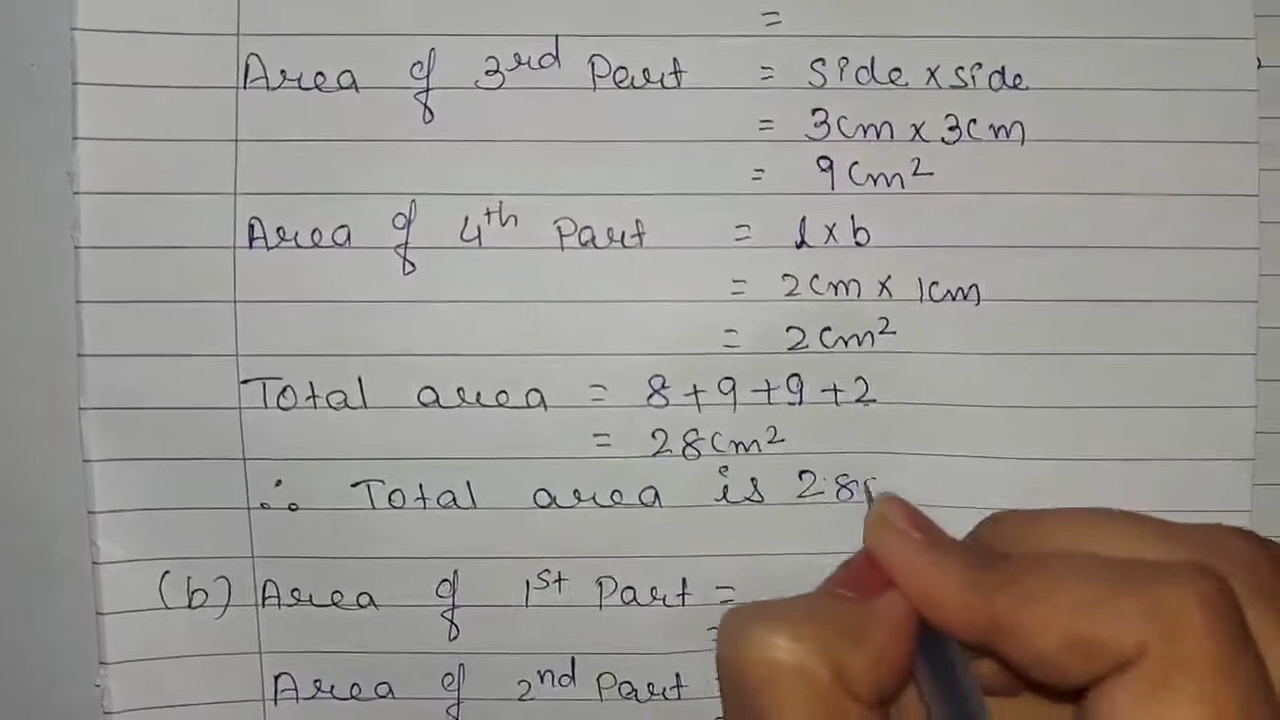 =
Area of 3rd Part = Side x side
= 3cm x 3cm
= 9cm²
Area of 4th Part = l x b
= 2cm x 1cm
= 2cm²
Total area = 8+9+9+2
= 28cm²
∴ Total area is 28
(b) Area of 1st Part =
=
Area of 2nd Part